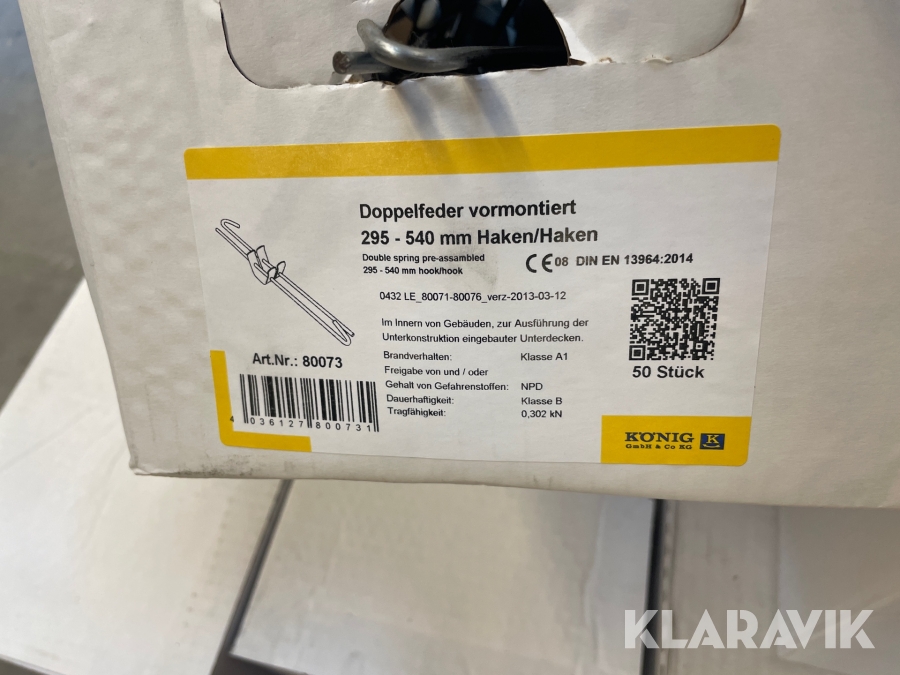 Doppelfeder vormontiert
295 - 540 mm Haken/Haken
Double spring pre-assambled
295 - 540 mm hook/hook
CE 08 DIN EN 13964:2014
0432 LE_80071-80076_verz-2013-03-12
Im Innern von Gebäuden, zur Ausführung der
Unterkonstruktion eingebauter Unterdecken.
Brandverhalten: Klasse A1
Freigabe von und / oder
Gehalt von Gefahrenstoffen: NPD
Dauerhaftigkeit: Klasse B
Tragfähigkeit: 0,302 kN
Art.Nr.: 80073
4 036127 800731
50 Stück
KÖNIG K
GmbH & Co KG
KLARAVIK